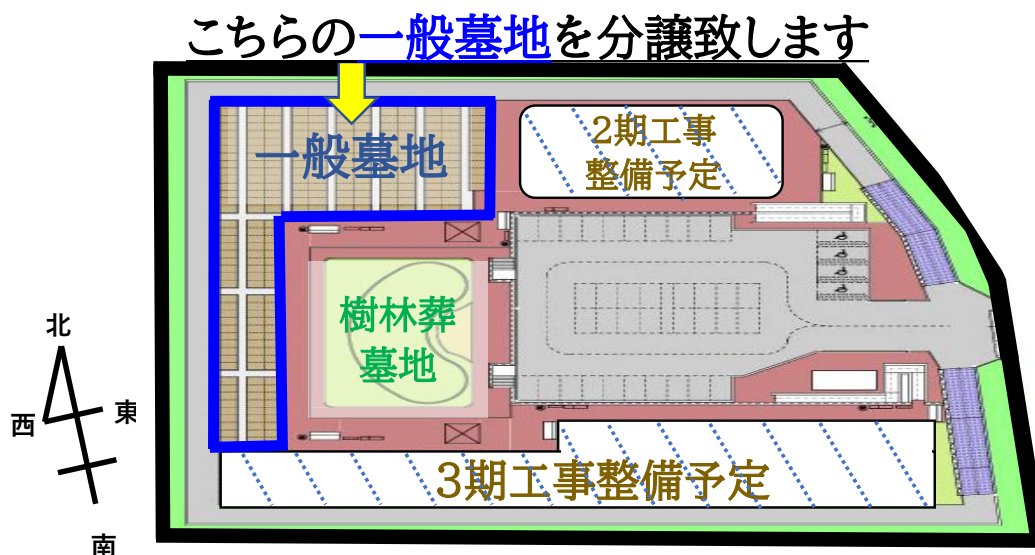 こちらの一般墓地を分譲致します
一般墓地
2期工事
整備予定
樹林葬
墓地
3期工事整備予定
北
西
東
南